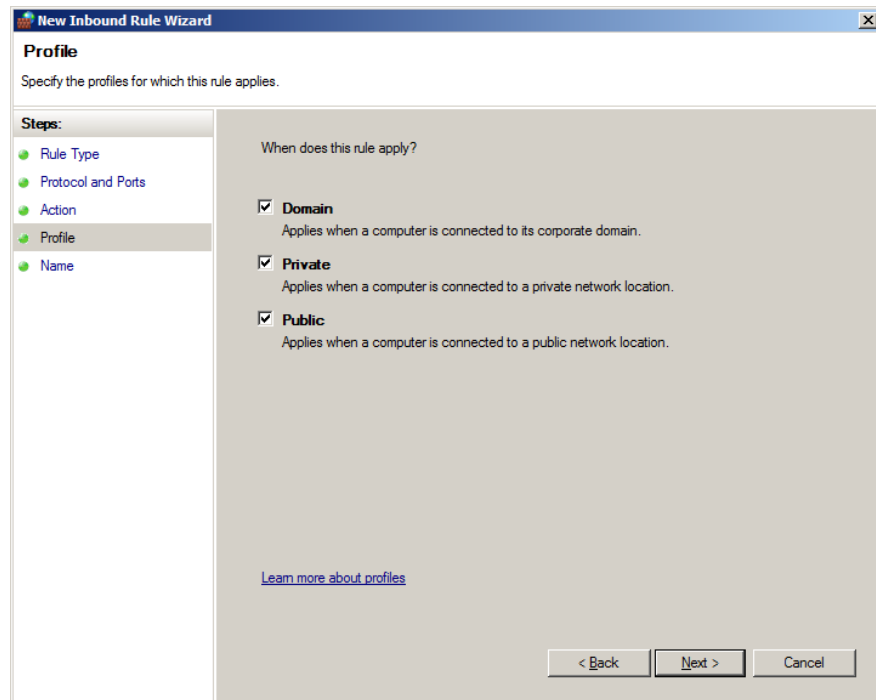 New Inbound Rule Wizard
Profile
Specify the profiles for which this rule applies.
Steps:
Rule Type
Protocol and Ports
Action
Profile
Name
When does this rule apply?
Domain
Applies when a computer is connected to its corporate domain.
Private
Applies when a computer is connected to a private network location.
Public
Applies when a computer is connected to a public network location.
Learn more about profiles
< Back
Next >
Cancel